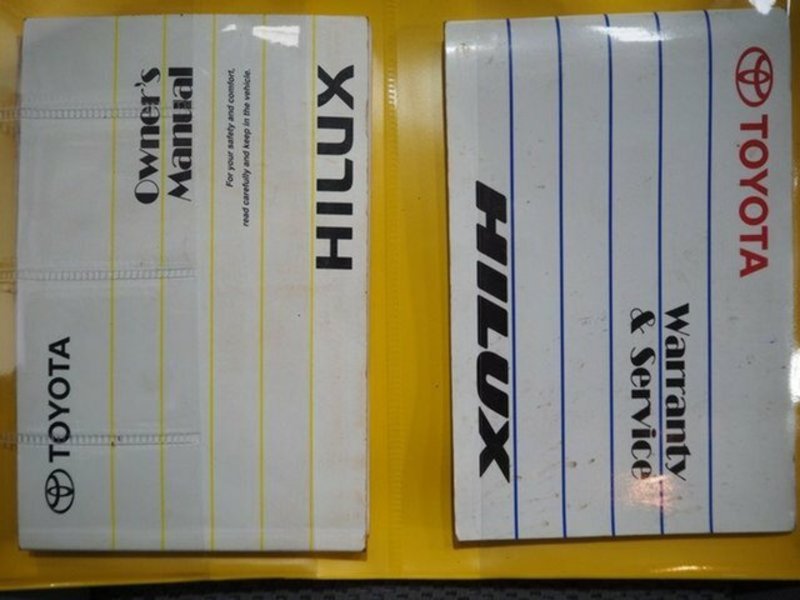 TOYOTA
Owner's
Manual
For your safety and comfort,
read carefully and keep in the vehicle.
HILUX
TOYOTA
Warranty
& Service
HILUX